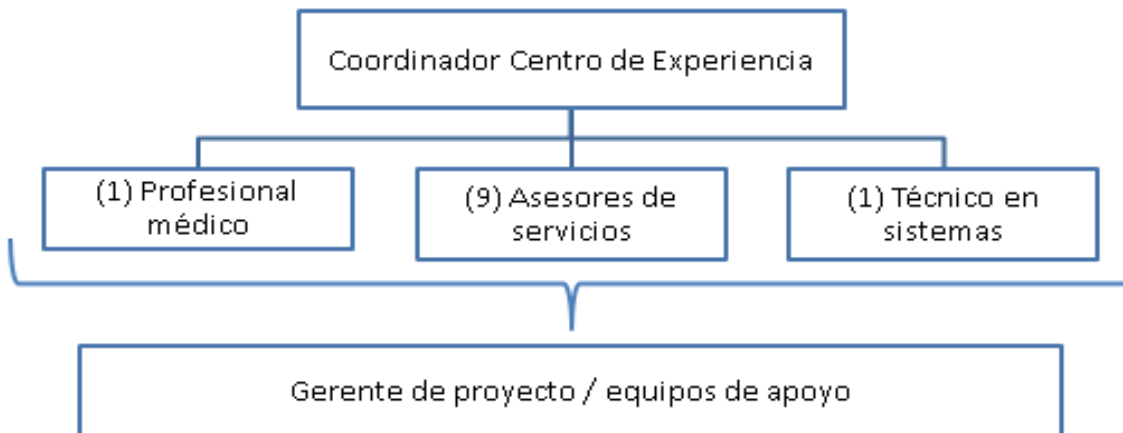 Coordinador Centro de Experiencia
(1) Profesional
médico
(9) Asesores de
servicios
(1) Técnico en
sistemas
Gerente de proyecto / equipos de apoyo